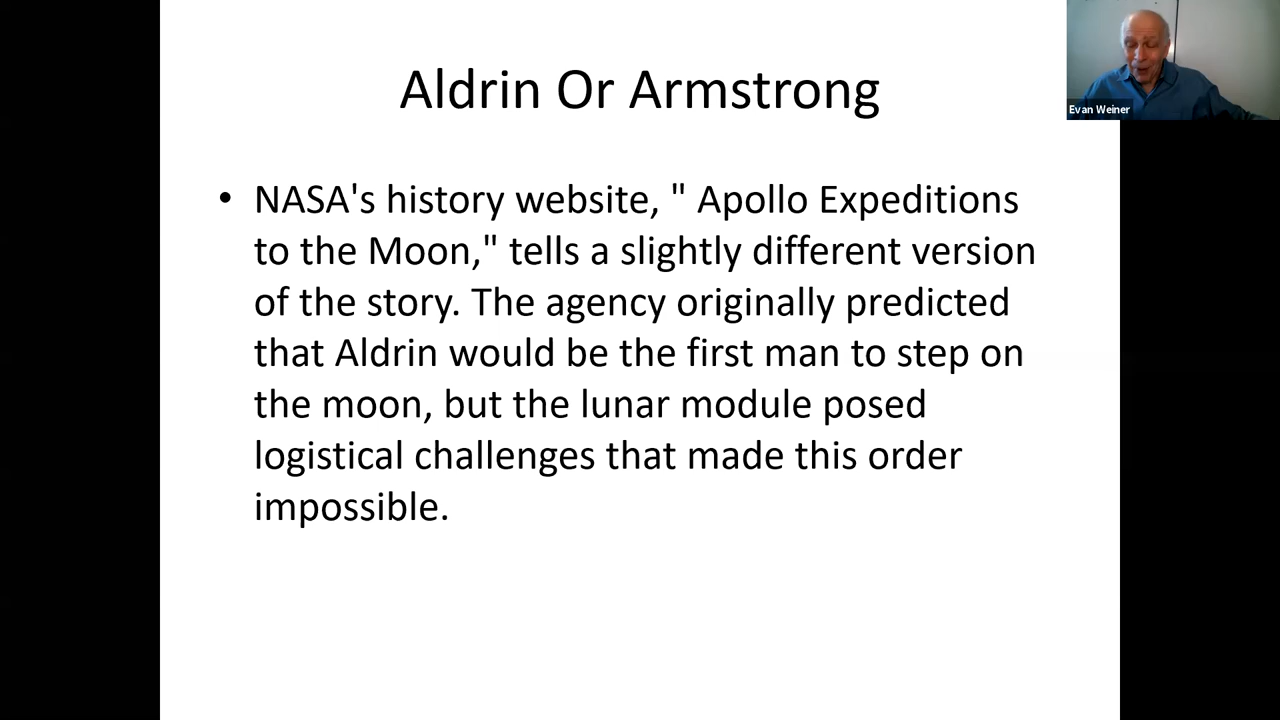 Aldrin Or Armstrong
Evan Weiner
• NASA's history website, " Apollo Expeditions
to the Moon," tells a slightly different version
of the story. The agency originally predicted
that Aldrin would be the first man to step on
the moon, but the lunar module posed
logistical challenges that made this order
impossible.